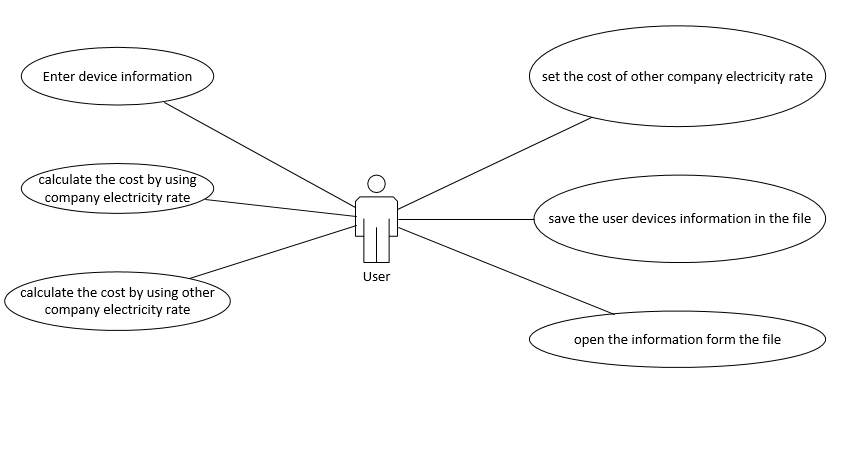 Enter device information
calculate the cost by using
company electricity rate
calculate the cost by using other
company electricity rate
User
set the cost of other company electricity rate
save the user devices information in the file
open the information form the file